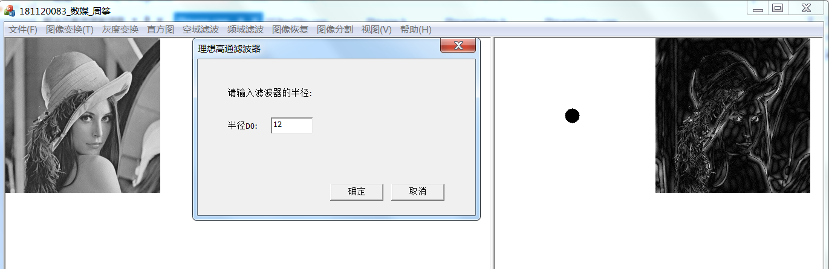 181120083_数媒_周筝
文件(F) 图像变换(T) 灰度变换 直方图 空域滤波 频域滤波 图像恢复 图像分割 视图(V) 帮助(H)
理想高通滤波器
请输入滤波器的半径:
半径D0: 12
确定 取消